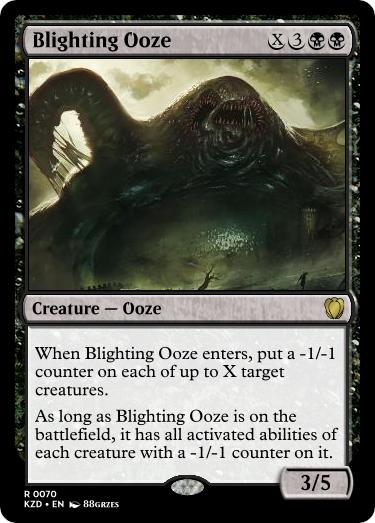 Blighting Ooze X 3
Creature — Ooze
When Blighting Ooze enters, put a -1/-1
counter on each of up to X target
creatures.
As long as Blighting Ooze is on the
battlefield, it has all activated abilities of
each creature with a -1/-1 counter on it.
3/5
R 0070
KZD • EN 88GRZES